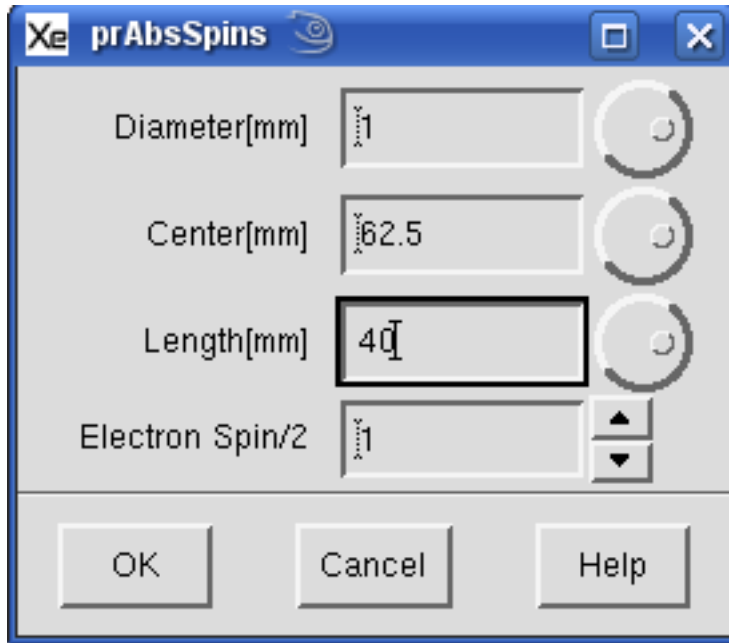 Xe prAbsSpins
Diameter[mm] 1
Center[mm] 62.5
Length[mm] 40
Electron Spin/2 1
OK Cancel Help